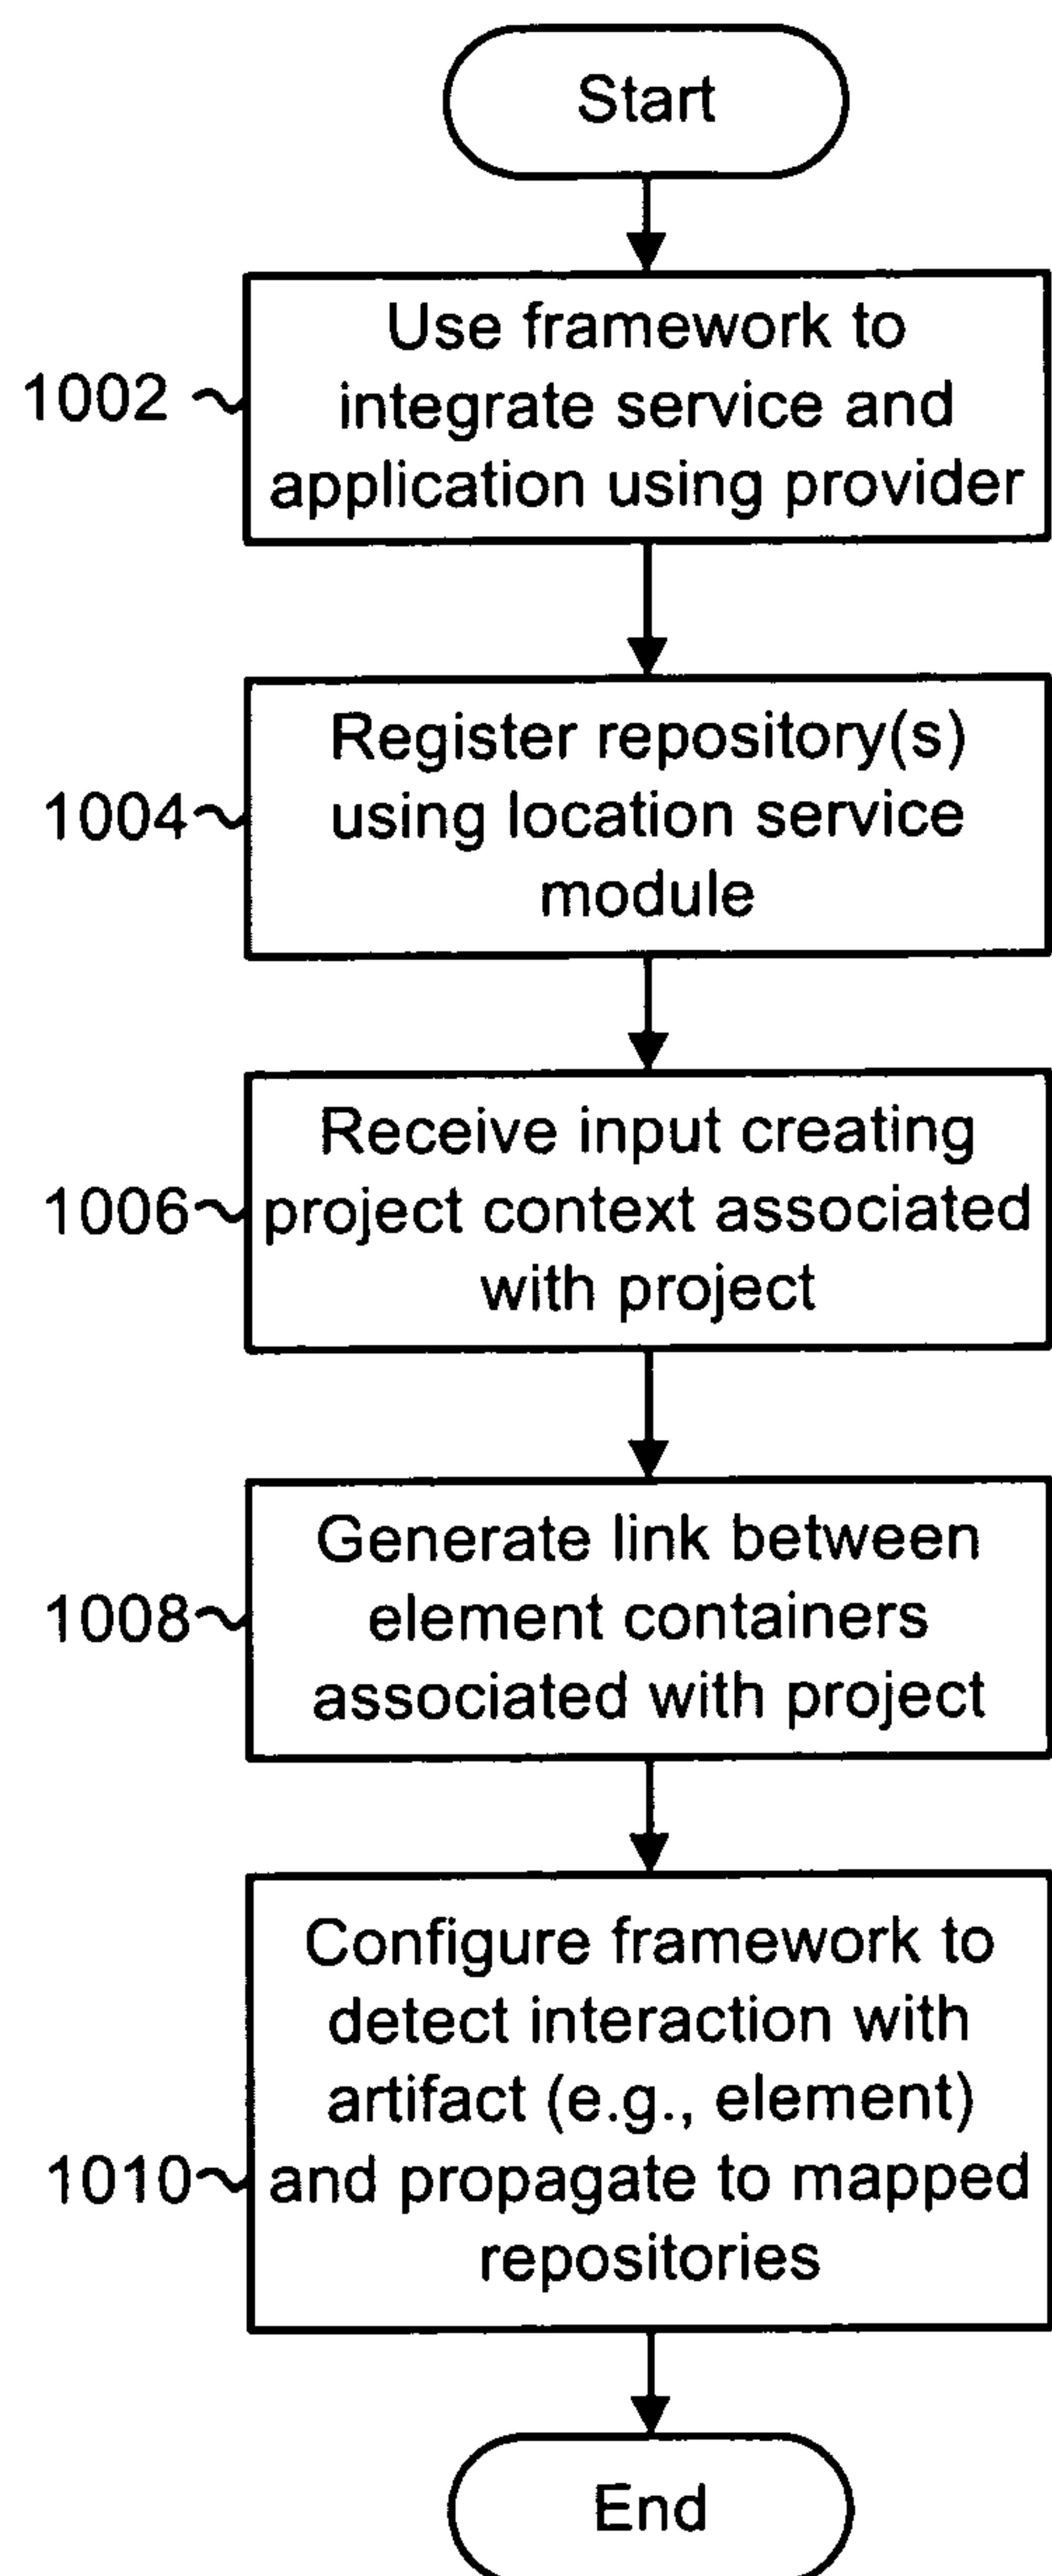 Start
Use framework to
integrate service and
application using provider
1002
Register repository(s)
using location service
module
1004
Receive input creating
project context associated
with project
1006
Generate link between
element containers
associated with project
1008
Configure framework to
detect interaction with
artifact (e.g., element)
and propagate to mapped
repositories
1010
End